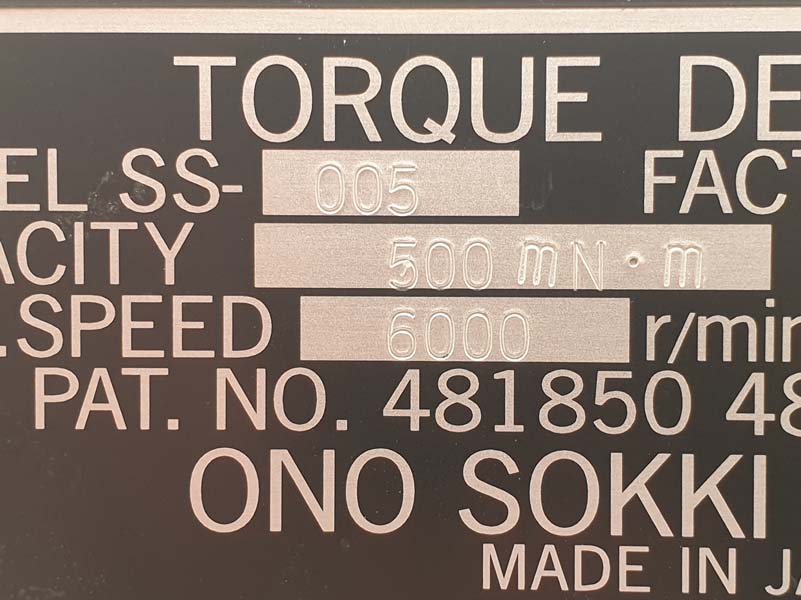 TORQUE DE
EL SS- 005 FACT
ACITY 500 mN·m
.SPEED 6000 r/min
PAT. NO. 481850 48
ONO SOKKI
MADE IN JA